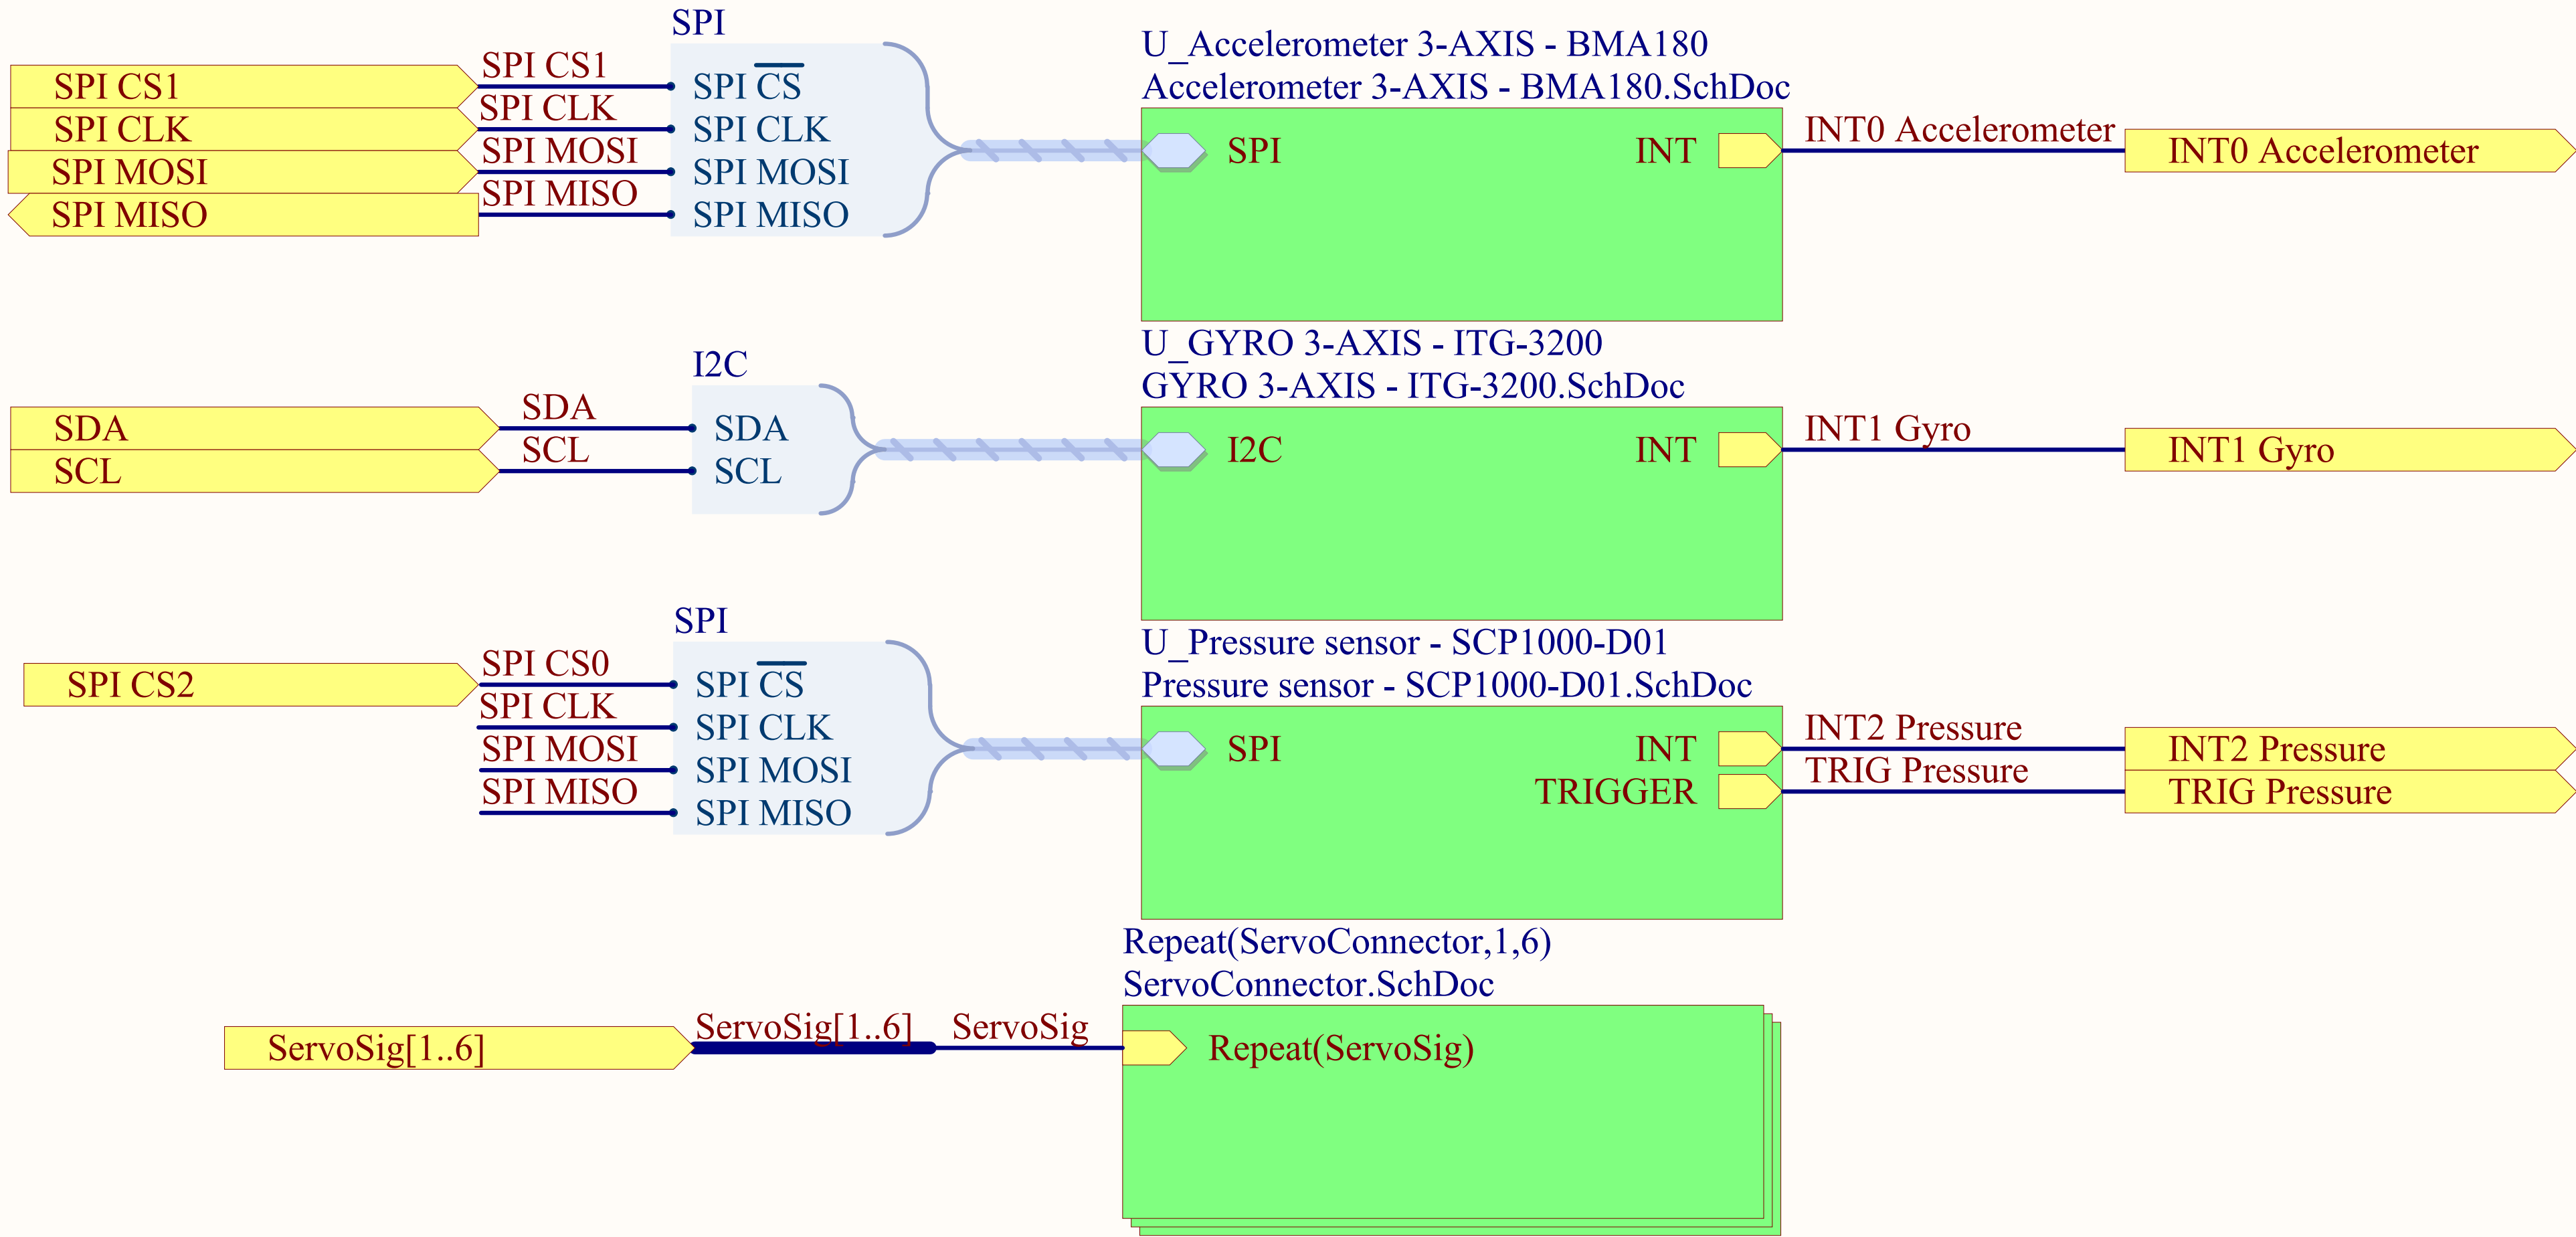 SPI
SPI CS1 SPI CS1 SPI CS
SPI CLK SPI CLK SPI CLK
SPI MOSI SPI MOSI SPI MOSI
SPI MISO SPI MISO SPI MISO
U_Accelerometer 3-AXIS - BMA180
Accelerometer 3-AXIS - BMA180.SchDoc
SPI INT INT0 Accelerometer INT0 Accelerometer
I2C
SDA SDA SDA
SCL SCL SCL
U_GYRO 3-AXIS - ITG-3200
GYRO 3-AXIS - ITG-3200.SchDoc
I2C INT INT1 Gyro INT1 Gyro
SPI
SPI CS2 SPI CS0 SPI CS
SPI CLK SPI CLK
SPI MOSI SPI MOSI
SPI MISO SPI MISO
U_Pressure sensor - SCP1000-D01
Pressure sensor - SCP1000-D01.SchDoc
SPI INT INT2 Pressure INT2 Pressure
TRIGGER TRIG Pressure TRIG Pressure
Repeat(ServoConnector,1,6)
ServoConnector.SchDoc
ServoSig[1..6] ServoSig[1..6] ServoSig Repeat(ServoSig)